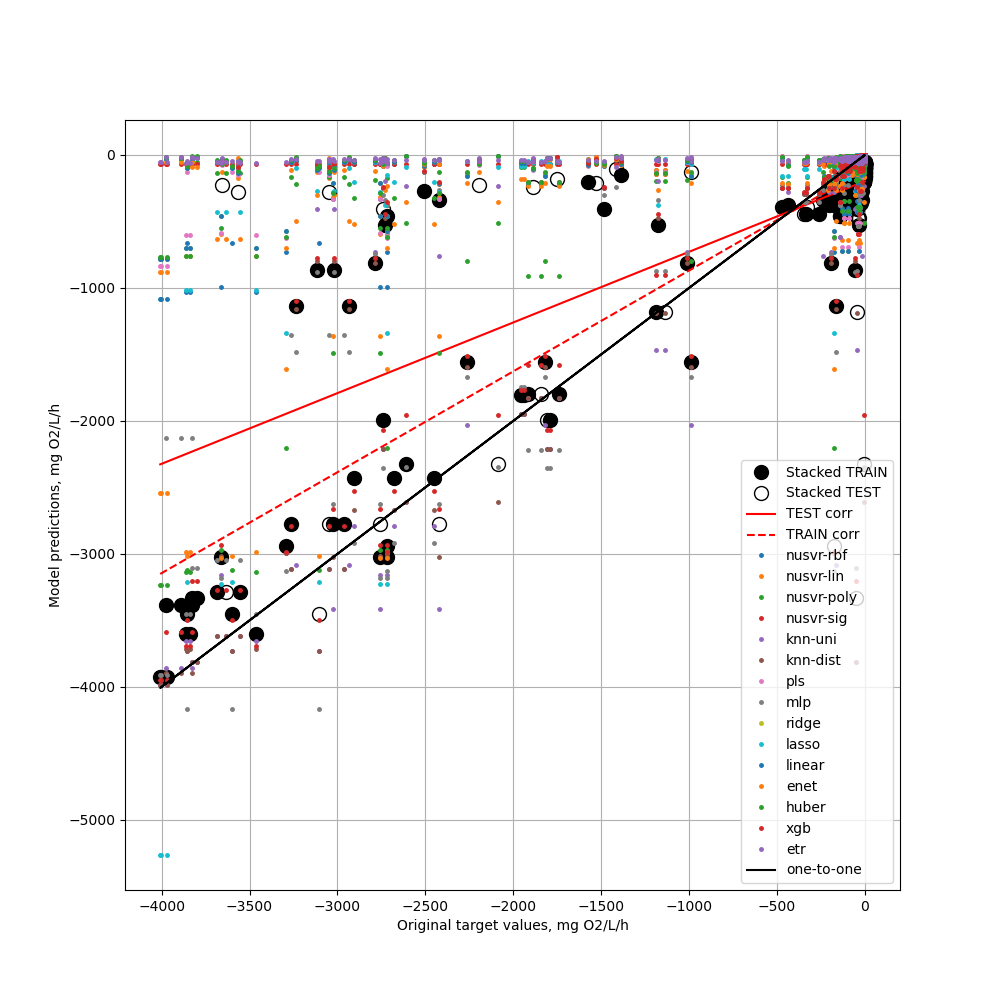 0
−1000
−2000
−3000
−4000
−5000
Model predictions, mg O2/L/h
−4000 −3500 −3000 −2500 −2000 −1500 −1000 −500 0
Original target values, mg O2/L/h
Stacked TRAIN
Stacked TEST
TEST corr
TRAIN corr
nusvr-rbf
nusvr-lin
nusvr-poly
nusvr-sig
knn-uni
knn-dist
pls
mlp
ridge
lasso
linear
enet
huber
xgb
etr
one-to-one